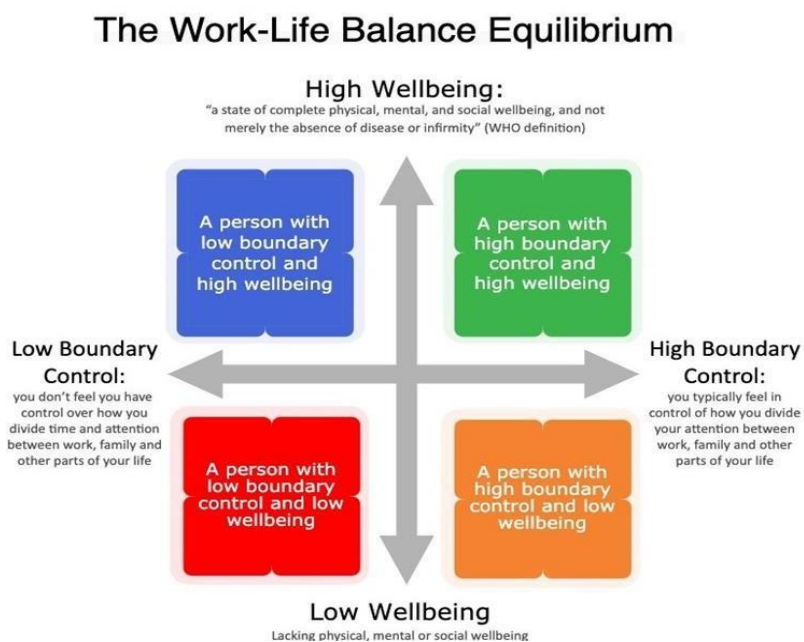 The Work-Life Balance Equilibrium
High Wellbeing:
“a state of complete physical, mental, and social wellbeing, and not
merely the absence of disease or infirmity” (WHO definition)
A person with
low boundary
control and
high wellbeing
A person with
high boundary
control and
high wellbeing
Low Boundary
Control:
you don’t feel you have
control over how you
divide time and attention
between work, family and
other parts of your life
High Boundary
Control:
you typically feel in
control of how you divide
your attention between
work, family and other
parts of your life
A person with
low boundary
control and low
wellbeing
A person with
high boundary
control and low
wellbeing
Low Wellbeing
Lacking physical, mental or social wellbeing